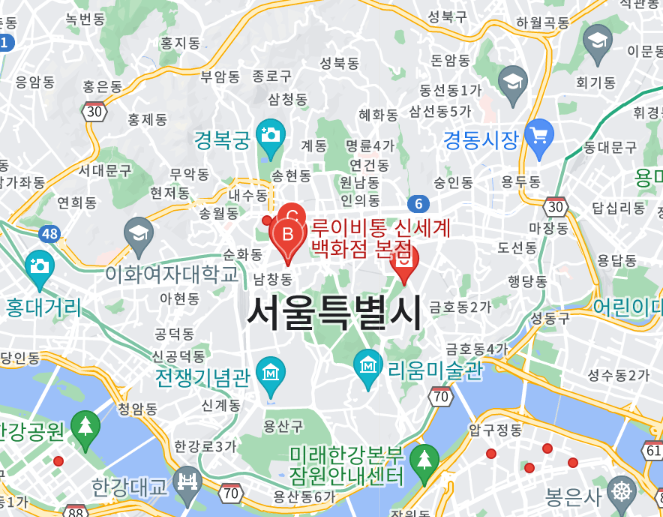 녹번동
성북구
하월곡동
1
홍지동
이문동
부암동
종로구
성북동
돈암동
응암동
홍은동
회기동
삼청동
동선동1가
30
홍제동
혜화동
삼선동5가
휘경
경복궁
계동
명륜4가
경동시장
동대문구
서대문구
무악동
송현동
연건동
원남동
숭인동
용두동
용마
가좌동
현저동
내수동
인의동
연희동
송월동
6
30
답십리동
C
루이비통 신세계
백화점 본점
B
48
마장동
순화동
도선동
용답동
이화여자대학교
남창동
행당동
홍대거리
아현동
서울특별시
금호동2가
어린이대
성동구
공덕동
금호동4가
당인동
신공덕동
전쟁기념관
리움미술관
성수동2가
청암동
신계동
70
용산구
한강공원
압구정동
한강로3가
미래한강본부
잠원안내센터
61
한강대교
70
용산동6가
봉은사
동1가
88
잠원동